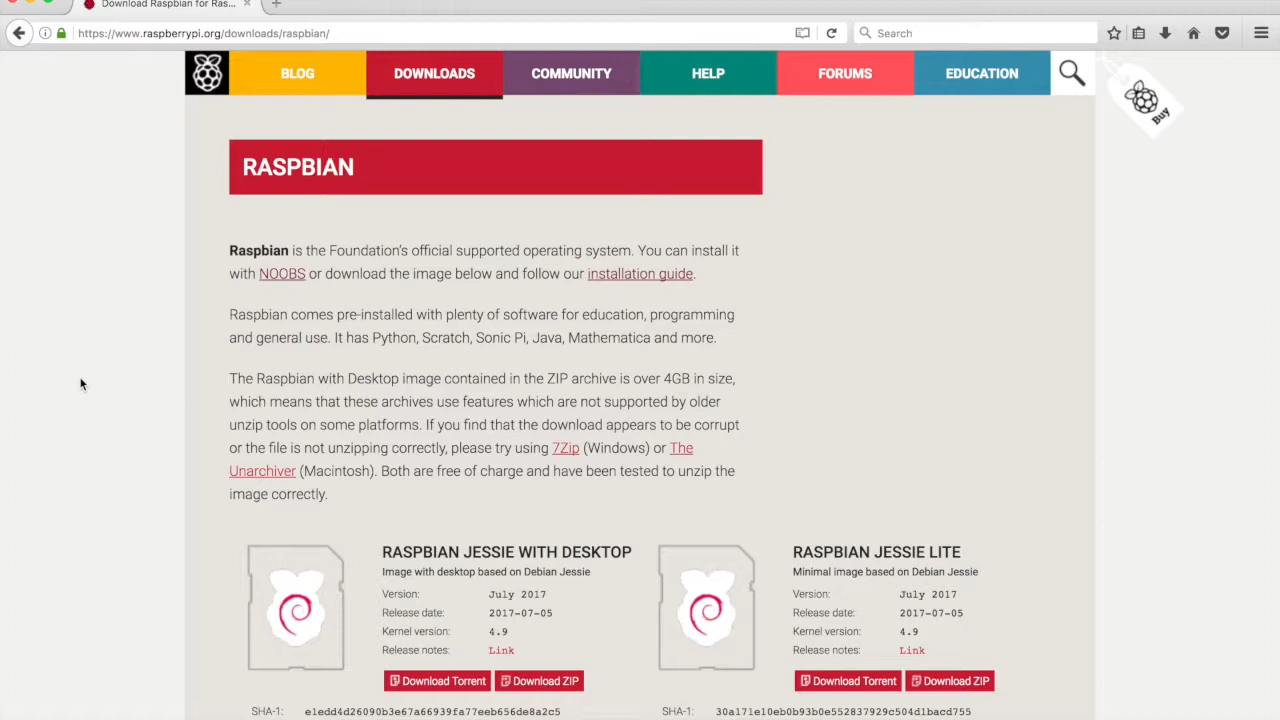 Download Raspbian for Ras...
https://www.raspberrypi.org/downloads/raspbian/
Search
BLOG
DOWNLOADS
COMMUNITY
HELP
FORUMS
EDUCATION
Buy
RASPBIAN
Raspbian is the Foundation's official supported operating system. You can install it
with NOOBS or download the image below and follow our installation guide.
Raspbian comes pre-installed with plenty of software for education, programming
and general use. It has Python, Scratch, Sonic Pi, Java, Mathematica and more.
The Raspbian with Desktop image contained in the ZIP archive is over 4GB in size,
which means that these archives use features which are not supported by older
unzip tools on some platforms. If you find that the download appears to be corrupt
or the file is not unzipping correctly, please try using 7Zip (Windows) or The
Unarchiver (Macintosh). Both are free of charge and have been tested to unzip the
image correctly.
RASPBIAN JESSIE WITH DESKTOP
Image with desktop based on Debian Jessie
Version: July 2017
Release date: 2017-07-05
Kernel version: 4.9
Release notes: Link
Download Torrent Download ZIP
SHA-1: e1edd4d26090b3e67a66939fa77eeb656de8a2c5
RASPBIAN JESSIE LITE
Minimal image based on Debian Jessie
Version: July 2017
Release date: 2017-07-05
Kernel version: 4.9
Release notes: Link
Download Torrent Download ZIP
SHA-1: 30a171e10eb0b93b0e552837929c504d1bacd755